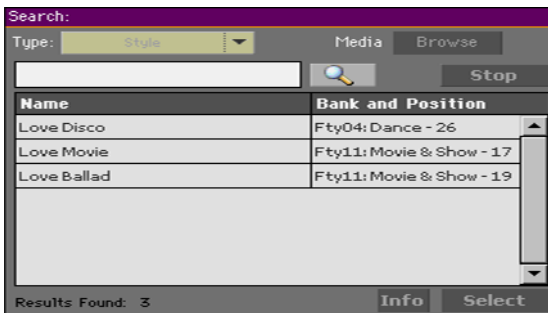 Search:
Type: Style Media Browse
Stop
Name Bank and Position
Love Disco Fty04: Dance - 26
Love Movie Fty11: Movie & Show - 17
Love Ballad Fty11: Movie & Show - 19
Results Found: 3 Info Select